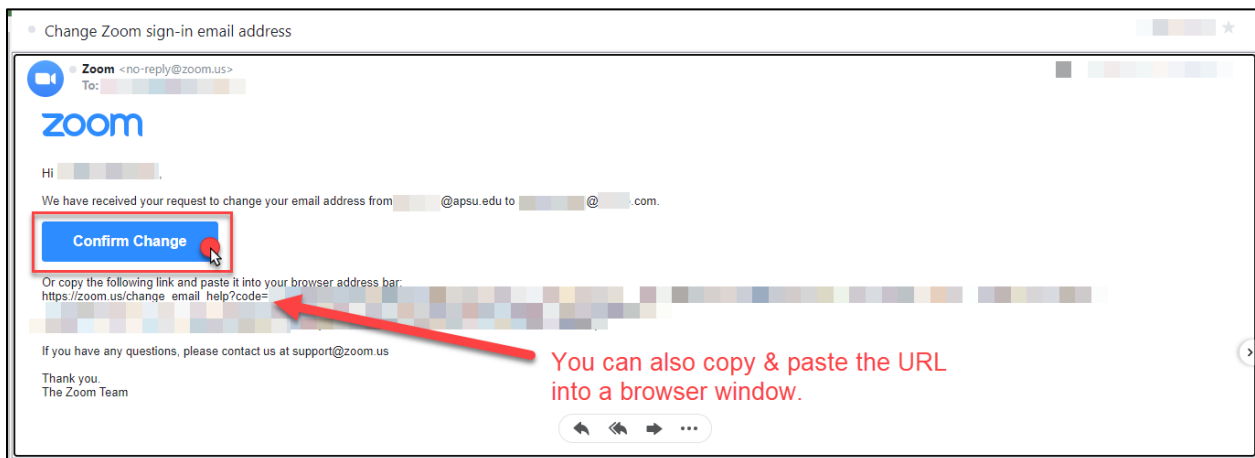 Change Zoom sign-in email address
Zoom <no-reply@zoom.us>
To:
zoom
Hi ,
We have received your request to change your email address from @apsu.edu to @ .com.
Confirm Change
Or copy the following link and paste it into your browser address bar:
https://zoom.us/change_email_help?code=
If you have any questions, please contact us at support@zoom.us
Thank you.
The Zoom Team
You can also copy & paste the URL
into a browser window.